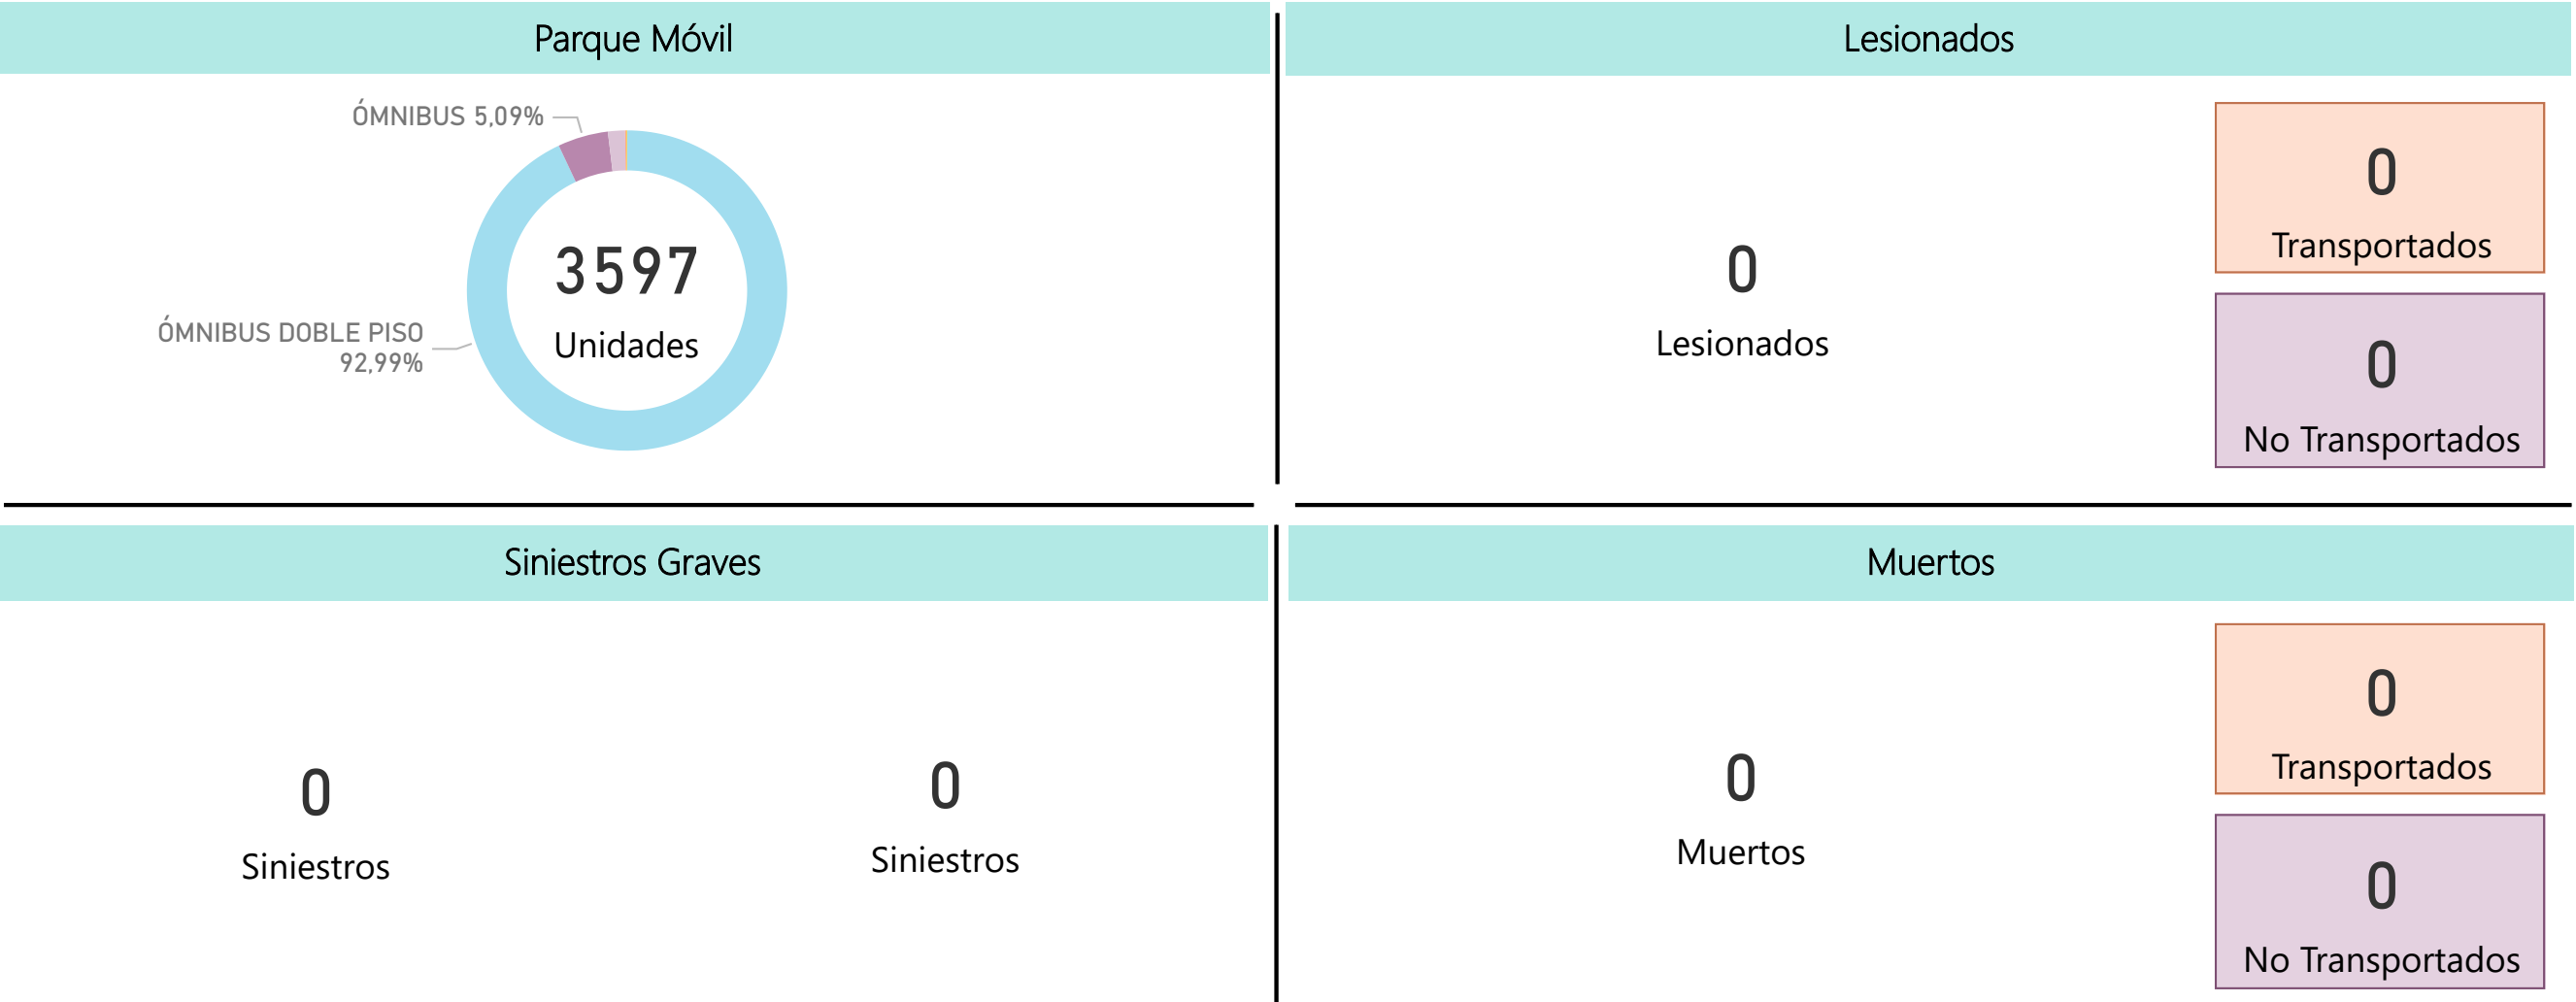 Parque Móvil
ÓMNIBUS 5,09%
ÓMNIBUS DOBLE PISO
92,99%
3597
Unidades
Lesionados
0
Lesionados
0
Transportados
0
No Transportados
Siniestros Graves
0
Siniestros
0
Siniestros
Muertos
0
Muertos
0
Transportados
0
No Transportados